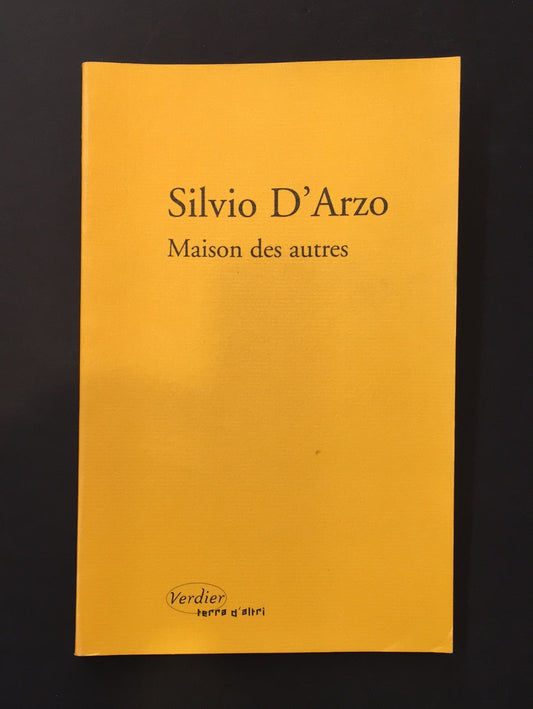 Silvio D’Arzo
Maison des autres
Verdier
terra d’altri